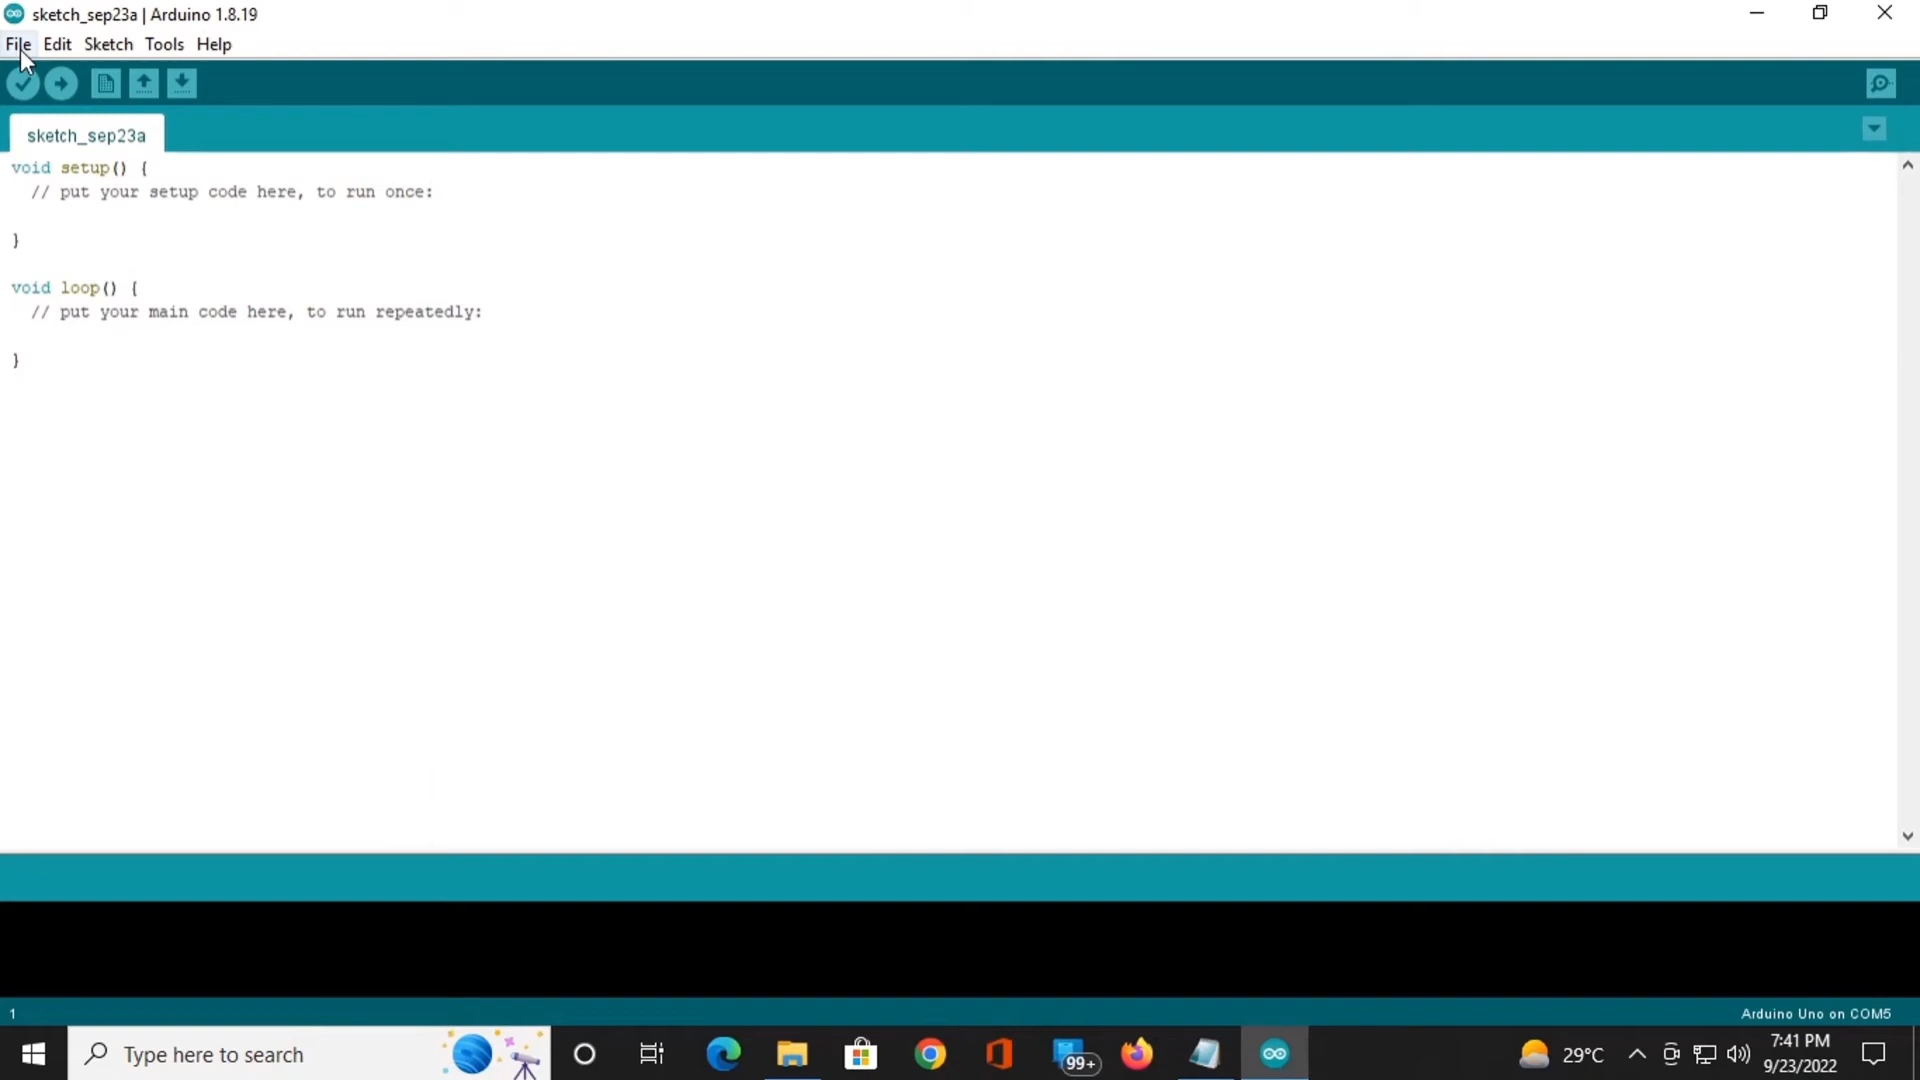 sketch_sep23a | Arduino 1.8.19
File Edit Sketch Tools Help
sketch_sep23a
void setup() {
// put your setup code here, to run once:
}
void loop() {
// put your main code here, to run repeatedly:
}
1
Arduino Uno on COM5
Type here to search
99+
29°C
7:41 PM
9/23/2022